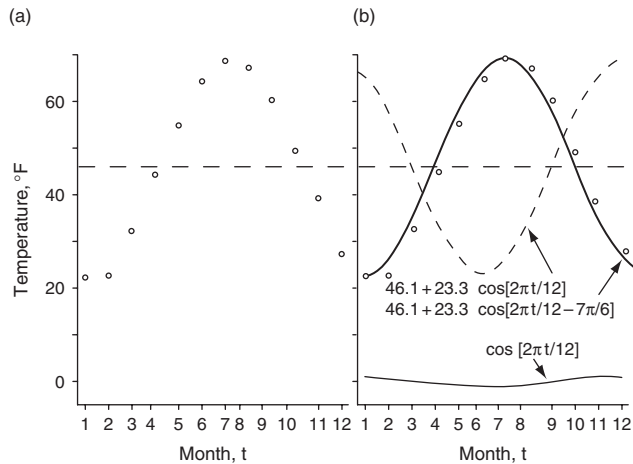 (a)
(b)
Temperature, °F
60
40
20
0
1 2 3 4 5 6 7 8 9 10 11 12
Month, t
46.1+23.3 cos[2πt/12]
46.1+23.3 cos[2πt/12−7π/6]
cos [2πt/12]
1 2 3 4 5 6 7 8 9 10 11 12
Month, t